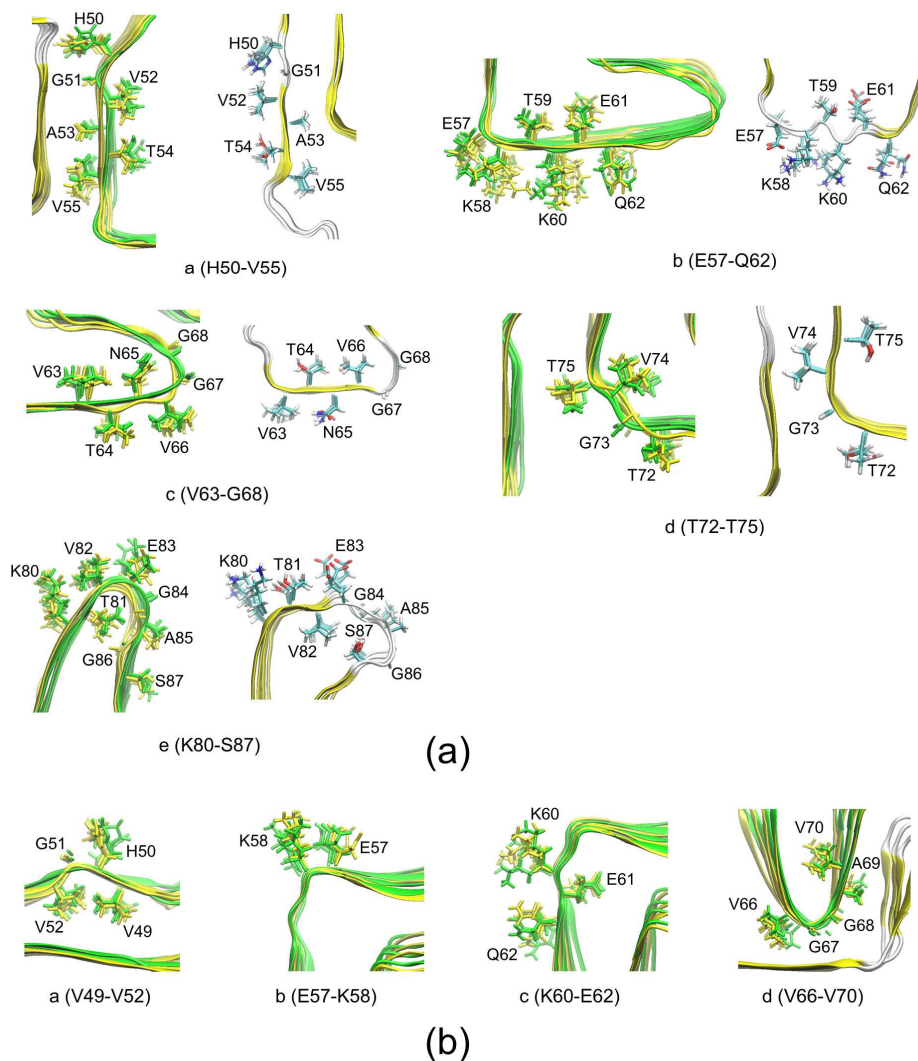 H50
H50
G51
G51
V52
V52
A53
A53
T54
T54
V55
V55
a (H50-V55)
T59
E61
T59
E61
E57
E57
K58
K58
K60
K60
Q62
Q62
b (E57-Q62)
G68
N65
V63
G67
T64
V66
T64
V66
G68
G67
V63
N65
c (V63-G68)
V74
T75
G73
T72
V74
T75
G73
T72
d (T72-T75)
V82
E83
K80
G84
T81
A85
G86
S87
K80
T81
E83
G84
A85
S87
V82
G86
e (K80-S87)
(a)
G51
H50
V52
V49
a (V49-V52)
K58
E57
b (E57-K58)
K60
E61
Q62
c (K60-E62)
V70
A69
V66
G68
G67
d (V66-V70)
(b)